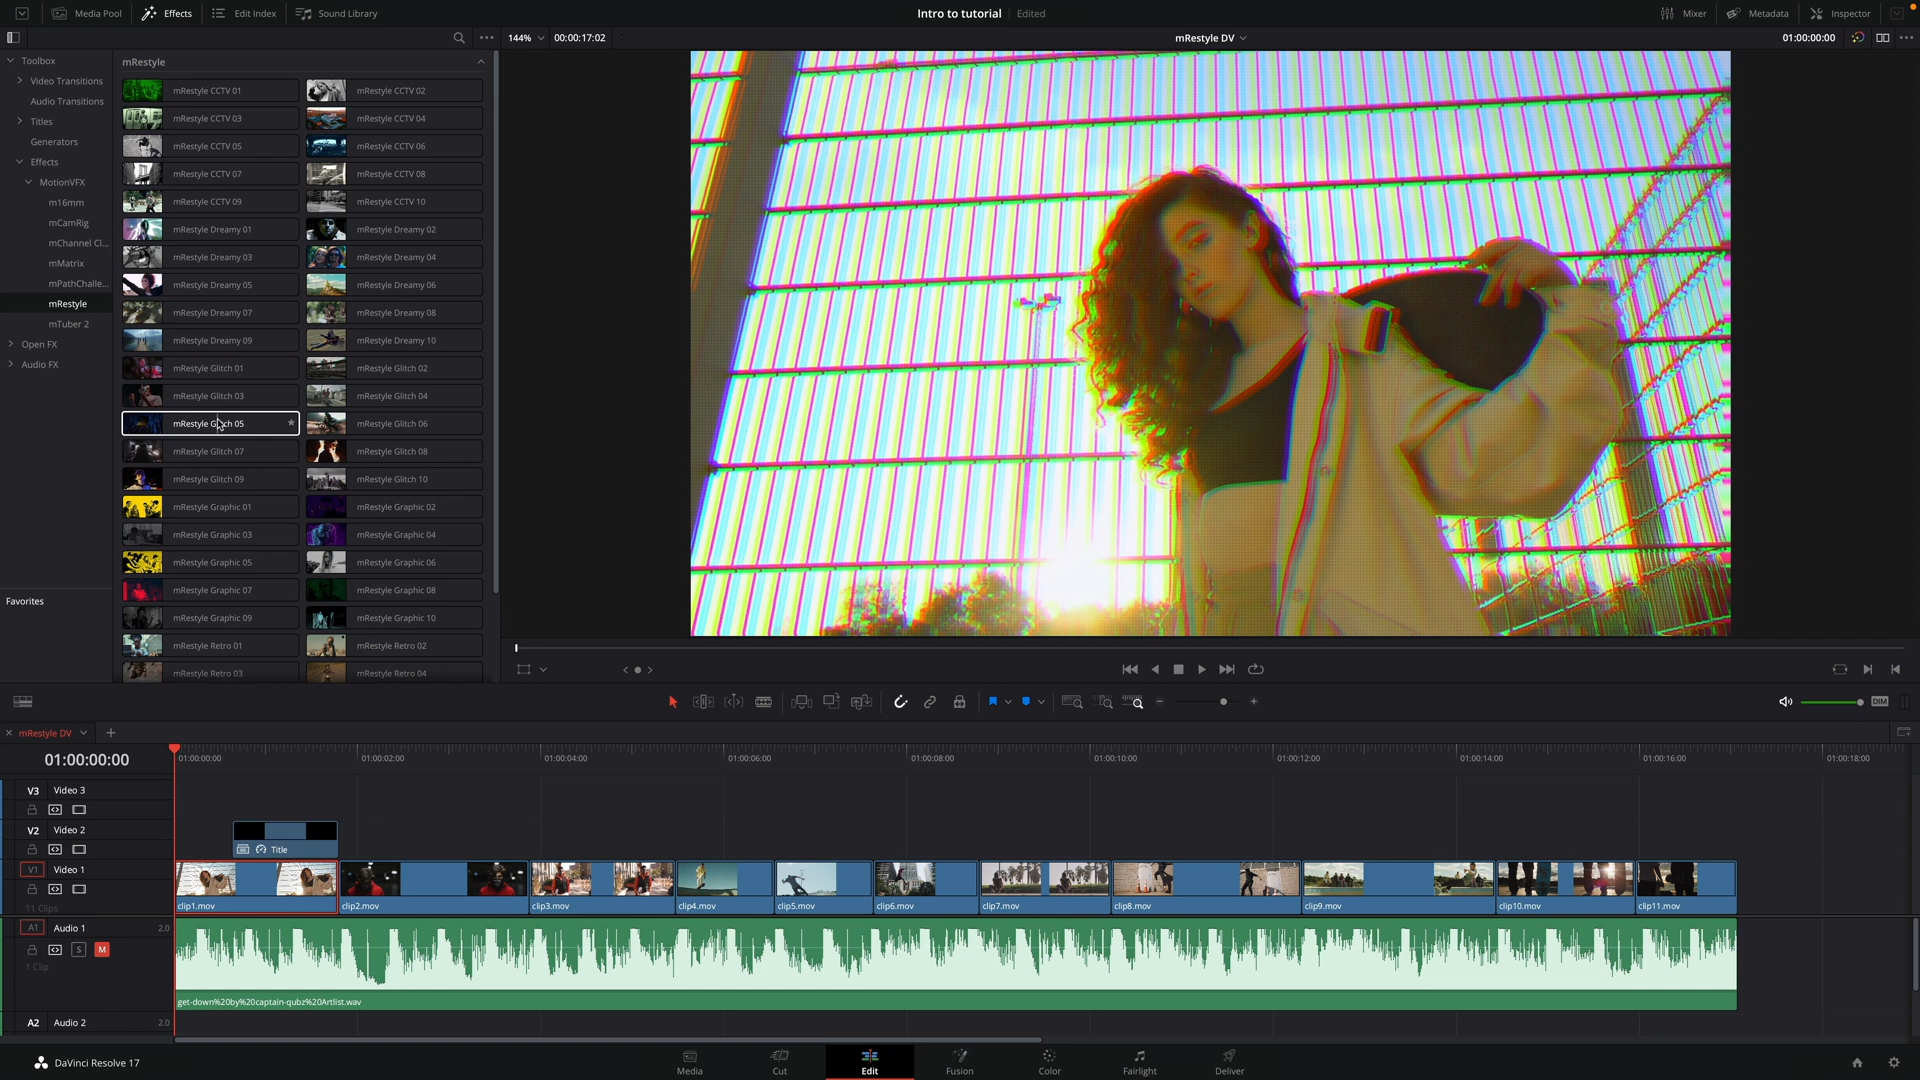 Media Pool
Effects
Edit Index
Sound Library
Intro to tutorial
Edited
Mixer
Metadata
Inspector
144%
00:00:17:02
mRestyle DV
01:00:00:00
Toolbox
Video Transitions
Audio Transitions
Titles
Generators
Effects
MotionVFX
m16mm
mCamRig
mChannel Cl...
mMatrix
mPathChalle...
mRestyle
mTuber 2
Open FX
Audio FX
Favorites
mRestyle
mRestyle CCTV 01
mRestyle CCTV 02
mRestyle CCTV 03
mRestyle CCTV 04
mRestyle CCTV 05
mRestyle CCTV 06
mRestyle CCTV 07
mRestyle CCTV 08
mRestyle CCTV 09
mRestyle CCTV 10
mRestyle Dreamy 01
mRestyle Dreamy 02
mRestyle Dreamy 03
mRestyle Dreamy 04
mRestyle Dreamy 05
mRestyle Dreamy 06
mRestyle Dreamy 07
mRestyle Dreamy 08
mRestyle Dreamy 09
mRestyle Dreamy 10
mRestyle Glitch 01
mRestyle Glitch 02
mRestyle Glitch 03
mRestyle Glitch 04
mRestyle Glitch 05
mRestyle Glitch 06
mRestyle Glitch 07
mRestyle Glitch 08
mRestyle Glitch 09
mRestyle Glitch 10
mRestyle Graphic 01
mRestyle Graphic 02
mRestyle Graphic 03
mRestyle Graphic 04
mRestyle Graphic 05
mRestyle Graphic 06
mRestyle Graphic 07
mRestyle Graphic 08
mRestyle Graphic 09
mRestyle Graphic 10
mRestyle Retro 01
mRestyle Retro 02
mRestyle Retro 03
mRestyle Retro 04
DIM
mRestyle DV
01:00:00:00
01:00:00:00
01:00:02:00
01:00:04:00
01:00:06:00
01:00:08:00
01:00:10:00
01:00:12:00
01:00:14:00
01:00:16:00
01:00:18:00
V3 Video 3
V2 Video 2
Title
V1 Video 1
11 Clips
clip1.mov
clip2.mov
clip3.mov
clip4.mov
clip5.mov
clip6.mov
clip7.mov
clip8.mov
clip9.mov
clip10.mov
clip11.mov
A1 Audio 1 2.0
S M
1 Clip
get-down%20by%20captain-qubz%20Artlist.wav
A2 Audio 2 2.0
DaVinci Resolve 17
Media
Cut
Edit
Fusion
Color
Fairlight
Deliver